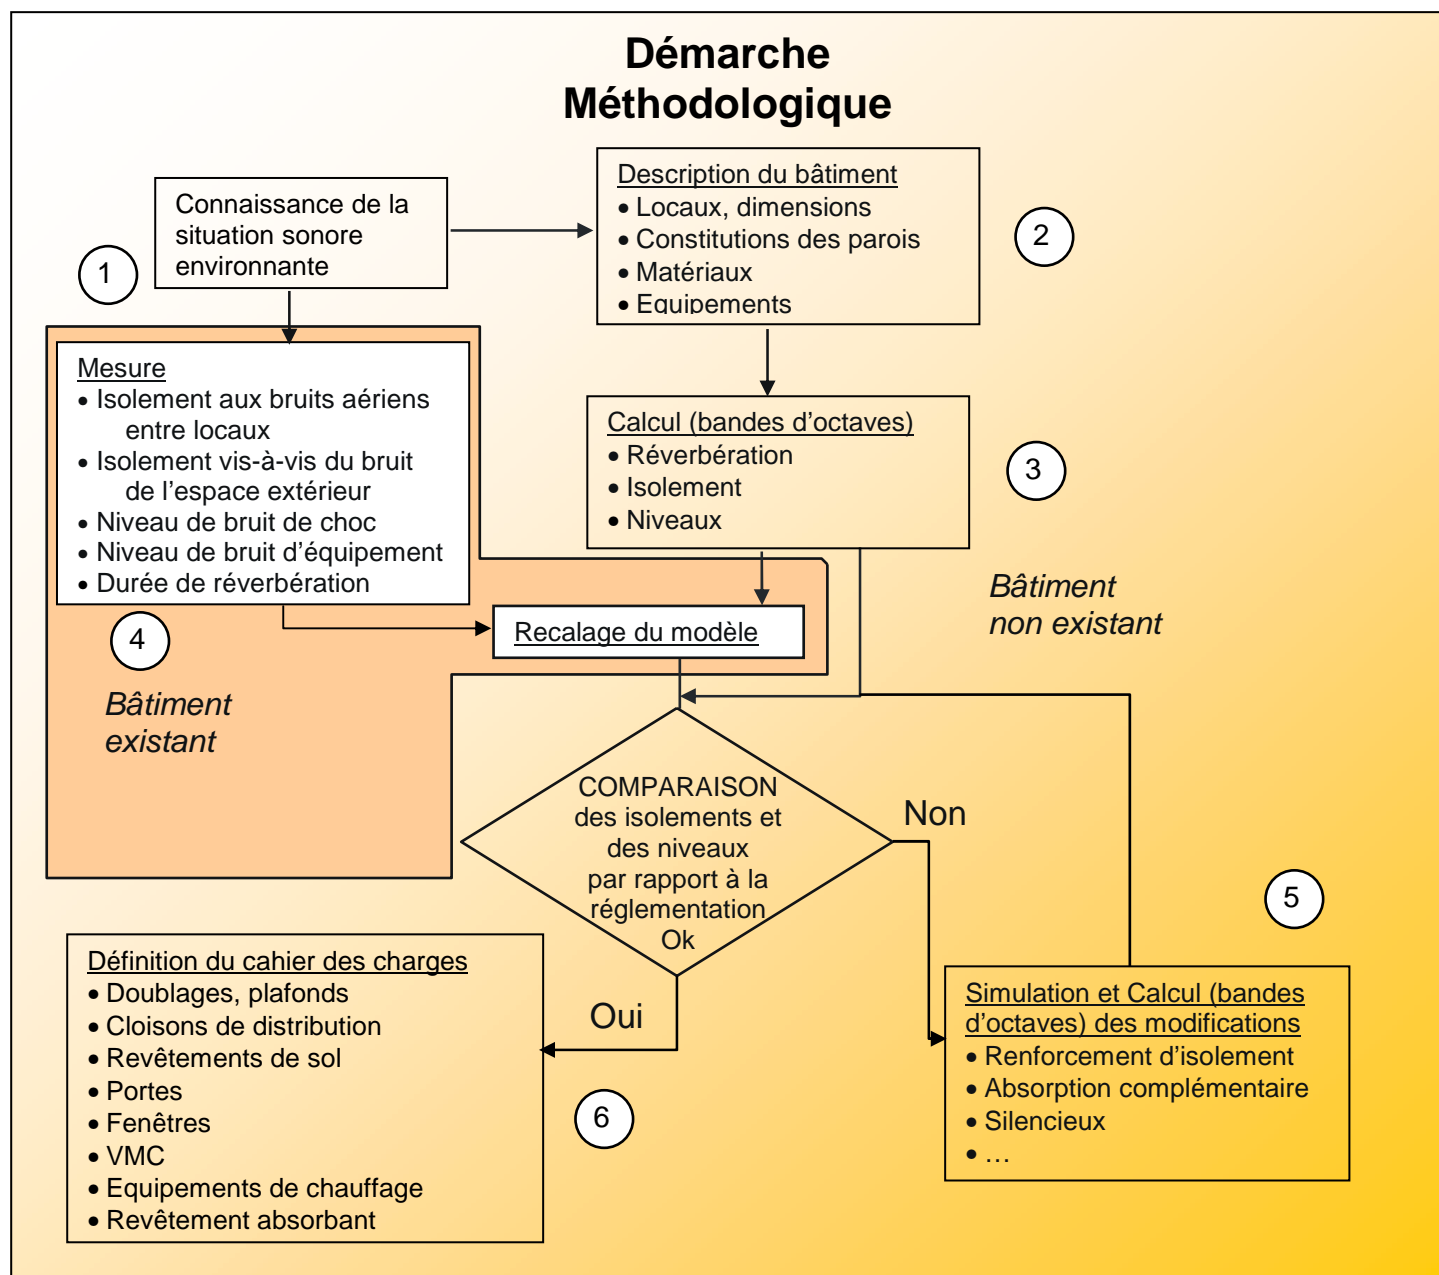 Démarche
Méthodologique
Connaissance de la
situation sonore
environnante
1
Description du bâtiment
• Locaux, dimensions
• Constitutions des parois
• Matériaux
• Equipements
2
Mesure
• Isolement aux bruits aériens
entre locaux
• Isolement vis-à-vis du bruit
de l’espace extérieur
• Niveau de bruit de choc
• Niveau de bruit d’équipement
• Durée de réverbération
Calcul (bandes d’octaves)
• Réverbération
• Isolement
• Niveaux
3
Bâtiment
non existant
4
Recalage du modèle
Bâtiment
existant
COMPARAISON
des isolements et
des niveaux
par rapport à la
réglementation
Ok
Non
5
Définition du cahier des charges
• Doublages, plafonds
• Cloisons de distribution
• Revêtements de sol
• Portes
• Fenêtres
• VMC
• Equipements de chauffage
• Revêtement absorbant
Oui
6
Simulation et Calcul (bandes
d’octaves) des modifications
• Renforcement d’isolement
• Absorption complémentaire
• Silencieux
• …